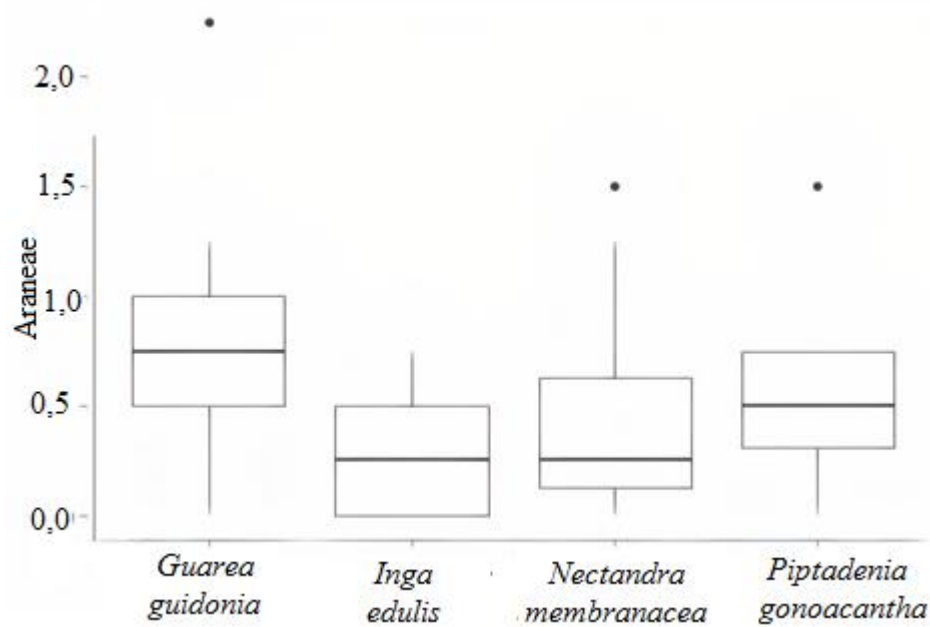 2,0
1,5
Araneae
1,0
0,5
0,0
Guarea
guidonia
Inga
edulis
Nectandra
membranacea
Piptadenia
gonoacantha